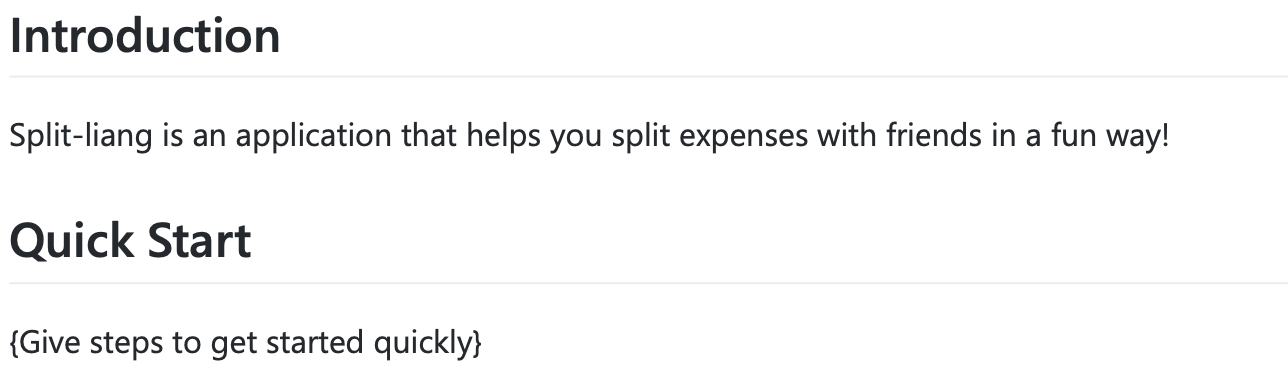 Introduction
Split-liang is an application that helps you split expenses with friends in a fun way!
Quick Start
{Give steps to get started quickly}